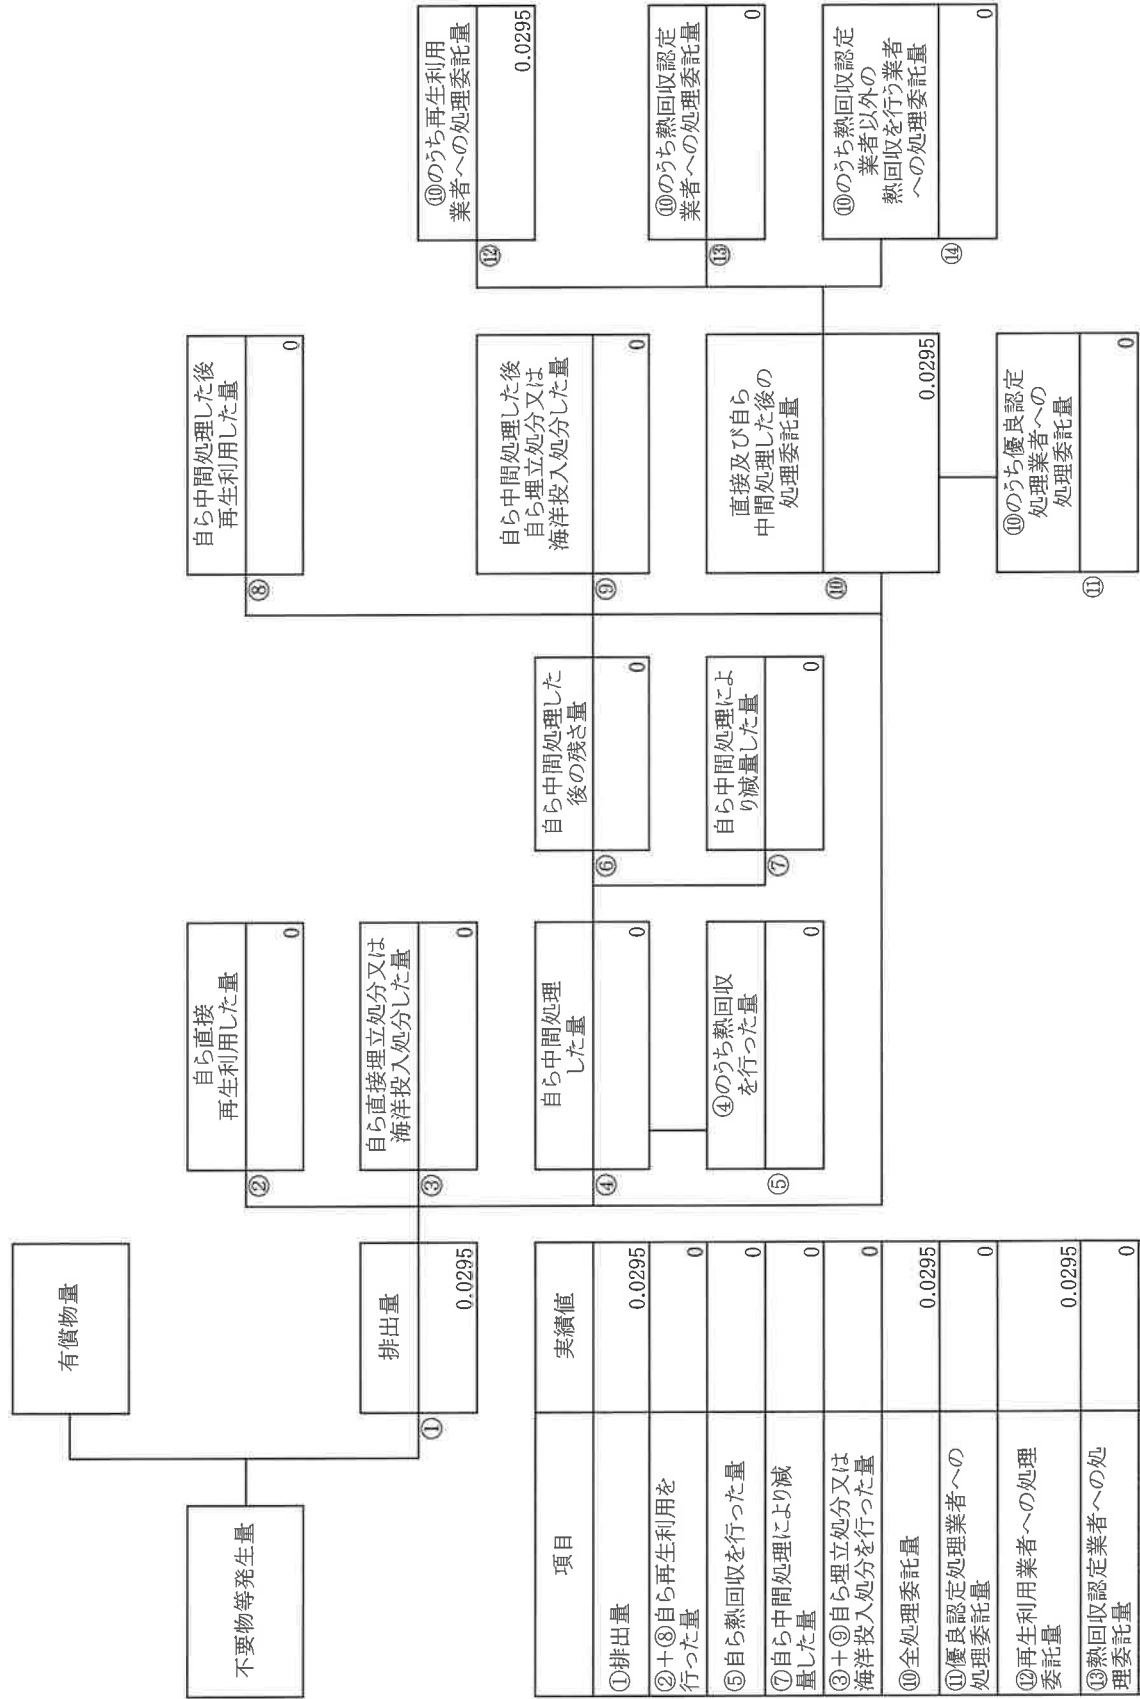 不要物等発生量
有償物量
排出量
①
0.0295
自ら直接
再生利用した量
②
0
自ら直接埋立処分又は
海洋投入処分した量
③
0
自ら中間処理
した量
④
0
④のうち熱回収
を行った量
⑤
0
自ら中間処理した
後の残さ量
⑥
0
自ら中間処理によ
り減量した量
⑦
0
自ら中間処理した後
再生利用した量
⑧
0
自ら中間処理した後
自ら埋立処分又は
海洋投入処分した量
⑨
0
直接及び自ら
中間処理した後の
処理委託量
⑩
0.0295
⑩のうち優良認定
処理業者への
処理委託量
⑪
0
⑩のうち再生利用
業者への処理委託量
⑫
0.0295
⑩のうち熱回収認定
業者への処理委託量
⑬
0
⑩のうち熱回収認定
業者以外の
熱回収を行う業者
への処理委託量
⑭
0
項目 実績値
①排出量 0.0295
②+⑧自ら再生利用を
行った量 0
⑤自ら熱回収を行った量 0
⑦自ら中間処理により減
量した量 0
③+⑨自ら埋立処分又は
海洋投入処分を行った量 0
⑩全処理委託量 0.0295
⑪優良認定処理業者への
処理委託量 0
⑫再生利用業者への処理
委託量 0.0295
⑬熱回収認定業者への処
理委託量 0